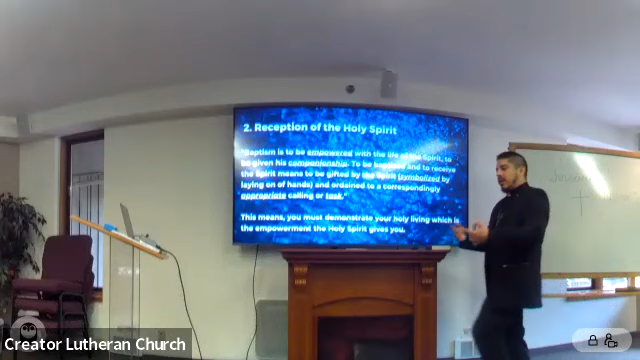 2. Reception of the Holy Spirit
"Baptism is to be empowered with the life of the Spirit, to
be given his companionship. To be baptized and to receive
the Spirit means to be gifted by the Spirit (symbolized by
laying on of hands) and ordained to a correspondingly
appropriate calling or task."
This means, you must demonstrate your holy living which is
the empowerment the Holy Spirit gives you.
Creator Lutheran Church